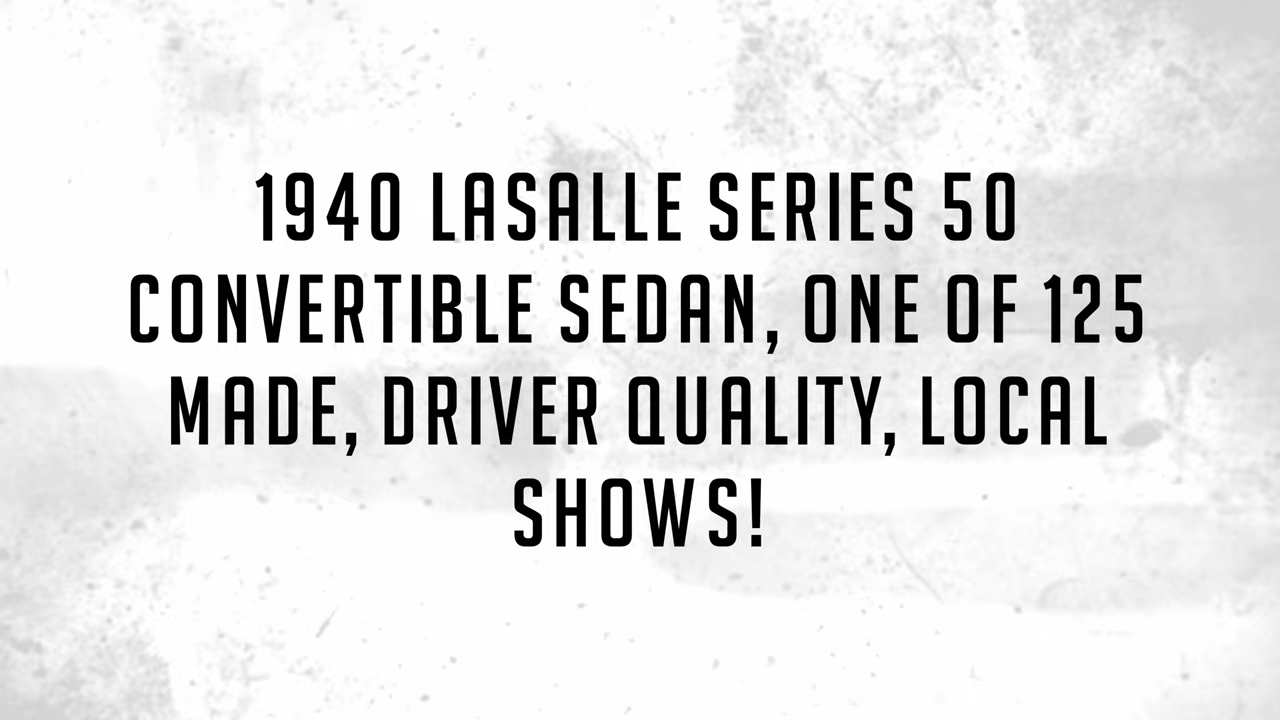 1940 LASALLE SERIES 50
CONVERTIBLE SEDAN, ONE OF 125
MADE, DRIVER QUALITY, LOCAL
SHOWS!